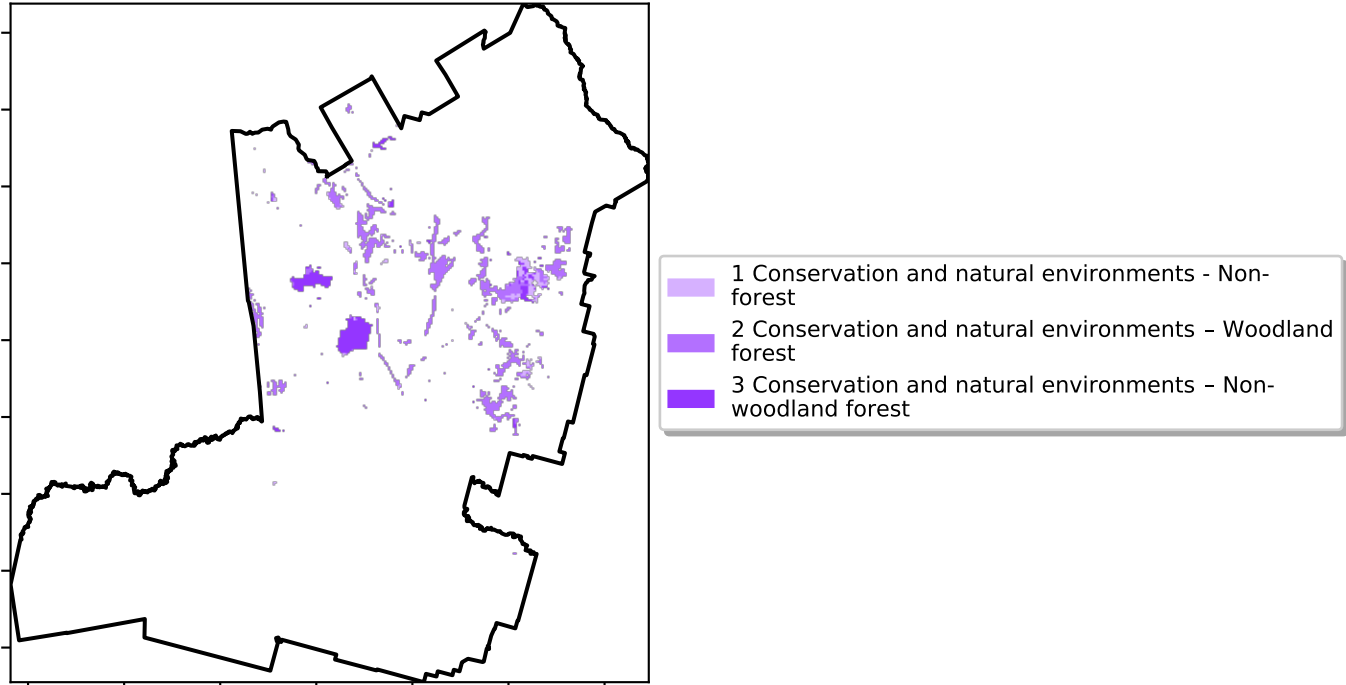 1 Conservation and natural environments - Non-
forest
2 Conservation and natural environments – Woodland
forest
3 Conservation and natural environments – Non-
woodland forest